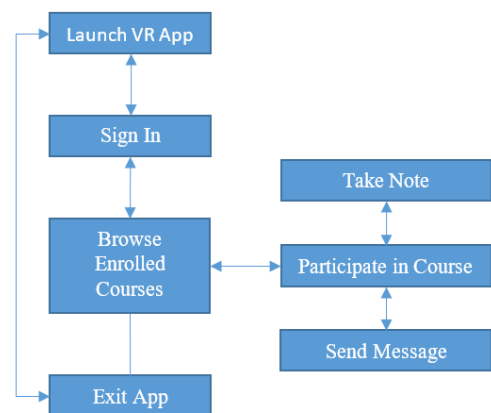 Launch VR App
Sign In
Browse
Enrolled
Courses
Exit App
Take Note
Participate in Course
Send Message